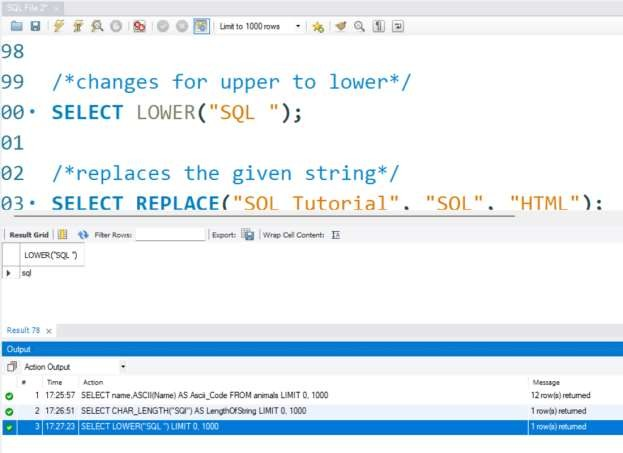 SQL File 2*
Limit to 1000 rows
98
99 /*changes for upper to lower*/
00 SELECT LOWER("SQL ");
01
02 /*replaces the given string*/
03 SELECT REPLACE("SQL Tutorial", "SQL", "HTML");
Result Grid Filter Rows: Export: Wrap Cell Content:
LOWER("SQL ")
sql
Result 78
Output
Action Output
# Time Action Message
1 17:25:57 SELECT name,ASCII(Name) AS Ascii_Code FROM animals LIMIT 0, 1000 12 row(s) returned
2 17:26:51 SELECT CHAR_LENGTH("SQl") AS LengthOfString LIMIT 0, 1000 1 row(s) returned
3 17:27:23 SELECT LOWER("SQL ") LIMIT 0, 1000 1 row(s) returned